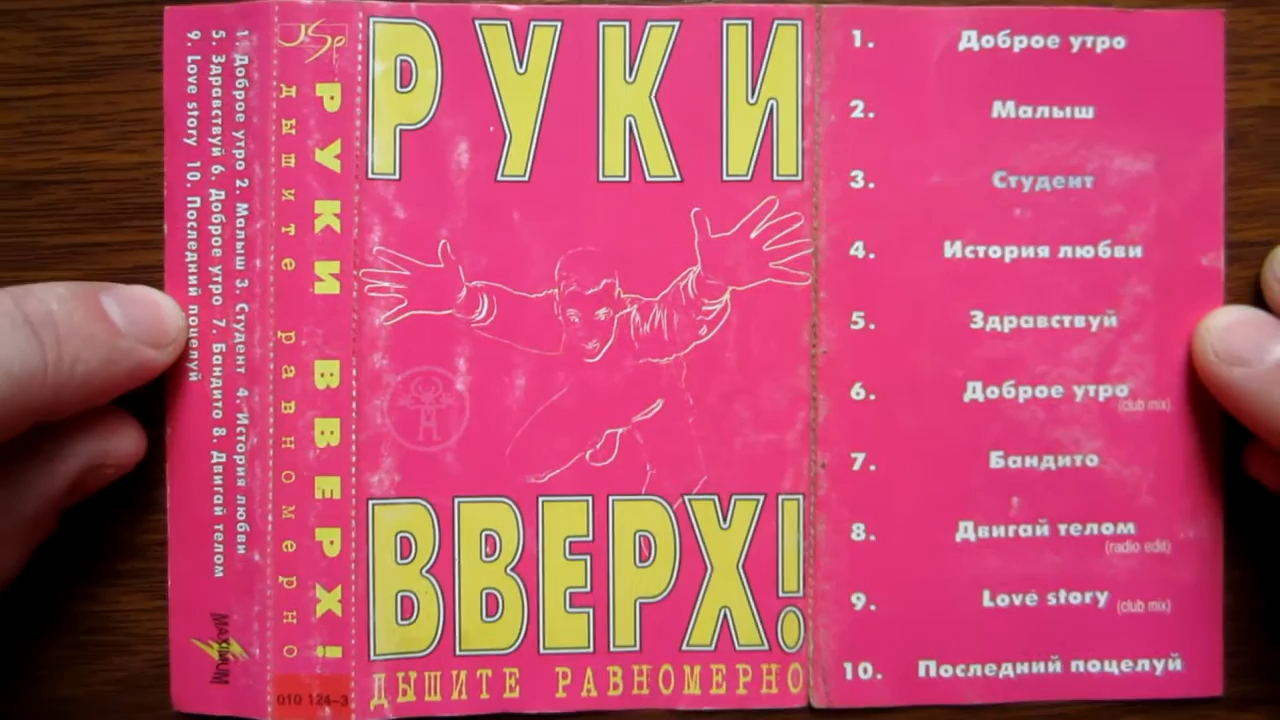 1. Доброе утро 2. Малыш 3. Студент 4. История любви
5. Здравствуй 6. Доброе утро 7. Бандито 8. Двигай телом
9. Love story 10. Последний поцелуй
MAXIMUM
JSP
РУКИ ВВЕРХ!
дышите равномерно
010 124-3
РУКИ
ВВЕРХ!
ДЫШИТЕ РАВНОМЕРНО
1. Доброе утро
2. Малыш
3. Студент
4. История любви
5. Здравствуй
6. Доброе утро
(club mix)
7. Бандито
8. Двигай телом
(radio edit)
9. Love story (club mix)
10. Последний поцелуй